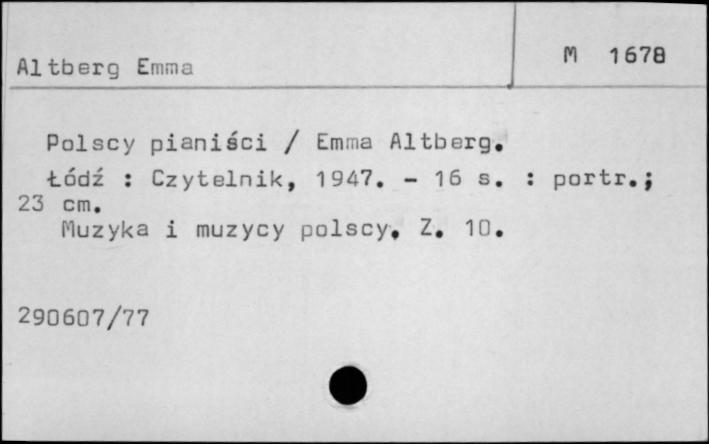 Altberg Emma
M 1678
Polscy pianiści / Emma Altberg.
Łódź : Czytelnik, 1947. - 16 s. : portr.;
23 cm.
Muzyka i muzycy polscy. Z. 10.
290607/77